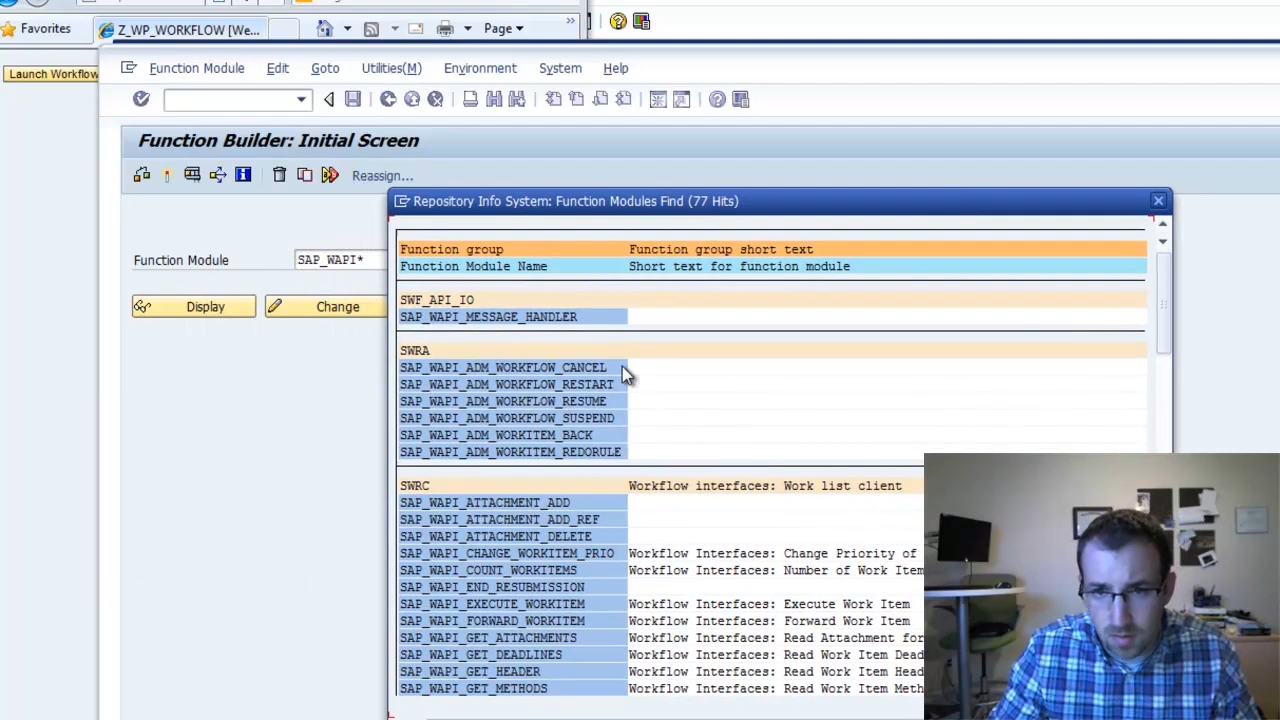 Favorites
Z_WP_WORKFLOW [We...
Page
Launch Workflow
Function Module Edit Goto Utilities(M) Environment System Help
Function Builder: Initial Screen
Reassign...
Repository Info System: Function Modules Find (77 Hits)
Function Module SAP_WAPI*
Display Change
Function group Function group short text
Function Module Name Short text for function module
SWF_API_IO
SAP_WAPI_MESSAGE_HANDLER
SWRA
SAP_WAPI_ADM_WORKFLOW_CANCEL
SAP_WAPI_ADM_WORKFLOW_RESTART
SAP_WAPI_ADM_WORKFLOW_RESUME
SAP_WAPI_ADM_WORKFLOW_SUSPEND
SAP_WAPI_ADM_WORKITEM_BACK
SAP_WAPI_ADM_WORKITEM_REDORULE
SWRC Workflow interfaces: Work list client
SAP_WAPI_ATTACHMENT_ADD
SAP_WAPI_ATTACHMENT_ADD_REF
SAP_WAPI_ATTACHMENT_DELETE
SAP_WAPI_CHANGE_WORKITEM_PRIO Workflow Interfaces: Change Priority of
SAP_WAPI_COUNT_WORKITEMS Workflow Interfaces: Number of Work Item
SAP_WAPI_END_RESUBMISSION
SAP_WAPI_EXECUTE_WORKITEM Workflow Interfaces: Execute Work Item
SAP_WAPI_FORWARD_WORKITEM Workflow Interfaces: Forward Work Item
SAP_WAPI_GET_ATTACHMENTS Workflow Interfaces: Read Attachment for
SAP_WAPI_GET_DEADLINES Workflow Interfaces: Read Work Item Dead
SAP_WAPI_GET_HEADER Workflow Interfaces: Read Work Item Head
SAP_WAPI_GET_METHODS Workflow Interfaces: Read Work Item Meth